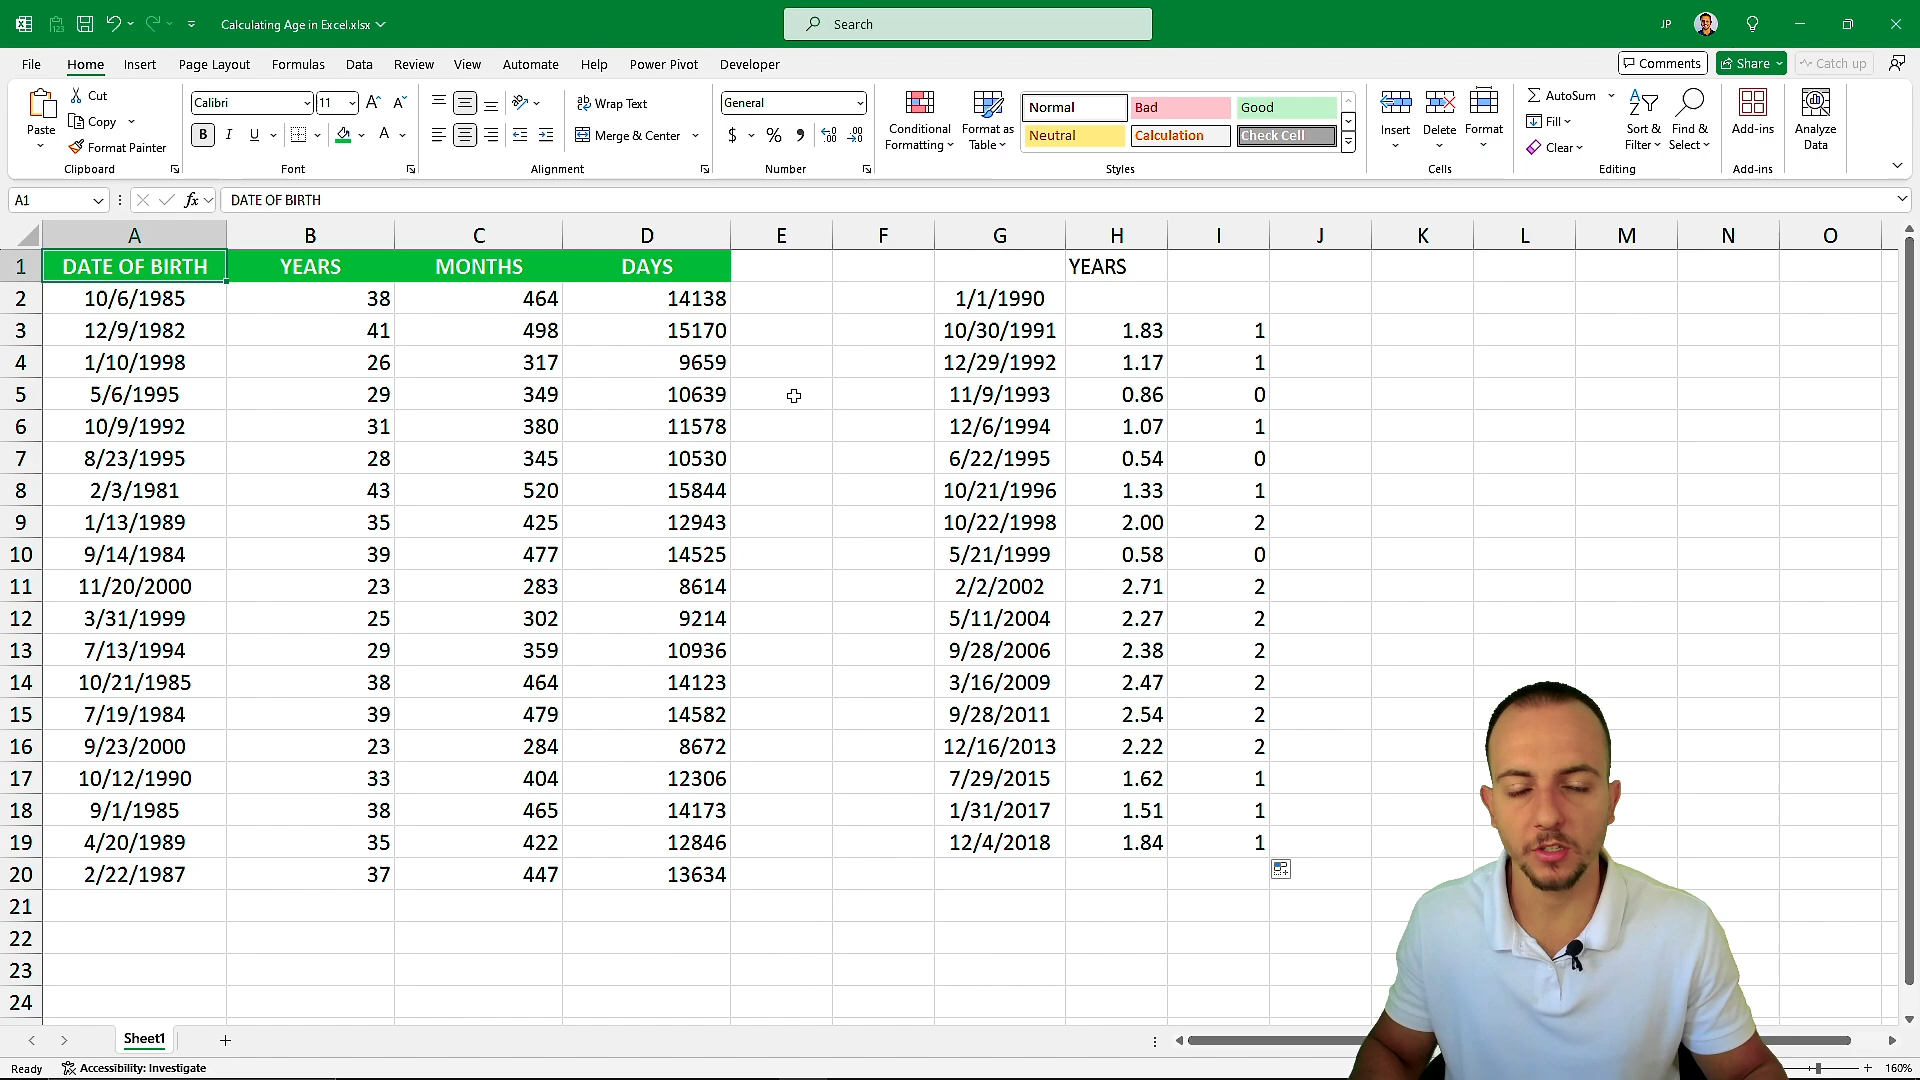 Calculating Age in Excel.xlsx
Search
JP
File Home Insert Page Layout Formulas Data Review View Automate Help Power Pivot Developer
Comments Share Catch up
Paste
Cut
Copy
Format Painter
Clipboard
Calibri 11
B I U A
Font
Wrap Text
Merge & Center
Alignment
General
$ % ,
Number
Conditional Formatting
Format as Table
Normal Bad Good
Neutral Calculation Check Cell
Styles
Insert Delete Format
Cells
AutoSum
Fill
Clear
Sort & Filter
Find & Select
Editing
Add-ins
Add-ins
Analyze Data
A1 fx DATE OF BIRTH
A B C D E F G H I J K L M N O
1 DATE OF BIRTH YEARS MONTHS DAYS YEARS
2 10/6/1985 38 464 14138 1/1/1990
3 12/9/1982 41 498 15170 10/30/1991 1.83 1
4 1/10/1998 26 317 9659 12/29/1992 1.17 1
5 5/6/1995 29 349 10639 11/9/1993 0.86 0
6 10/9/1992 31 380 11578 12/6/1994 1.07 1
7 8/23/1995 28 345 10530 6/22/1995 0.54 0
8 2/3/1981 43 520 15844 10/21/1996 1.33 1
9 1/13/1989 35 425 12943 10/22/1998 2.00 2
10 9/14/1984 39 477 14525 5/21/1999 0.58 0
11 11/20/2000 23 283 8614 2/2/2002 2.71 2
12 3/31/1999 25 302 9214 5/11/2004 2.27 2
13 7/13/1994 29 359 10936 9/28/2006 2.38 2
14 10/21/1985 38 464 14123 3/16/2009 2.47 2
15 7/19/1984 39 479 14582 9/28/2011 2.54 2
16 9/23/2000 23 284 8672 12/16/2013 2.22 2
17 10/12/1990 33 404 12306 7/29/2015 1.62 1
18 9/1/1985 38 465 14173 1/31/2017 1.51 1
19 4/20/1989 35 422 12846 12/4/2018 1.84 1
20 2/22/1987 37 447 13634
21
22
23
24
Sheet1
Ready Accessibility: Investigate 160%